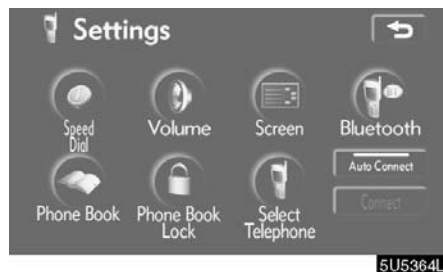 Settings
Speed
Dial
Volume
Screen
Bluetooth
Auto Connect
Phone Book
Phone Book
Lock
Select
Telephone
Connect
5U5364L